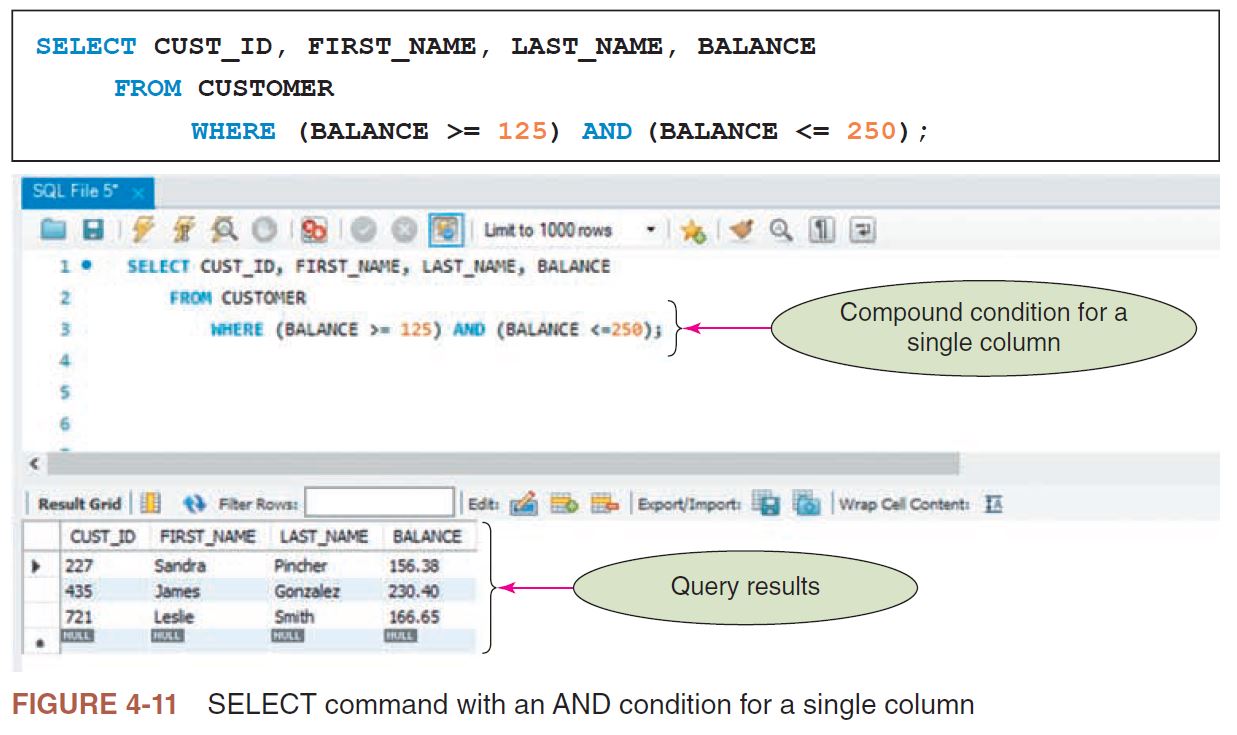 SELECT CUST_ID, FIRST_NAME, LAST_NAME, BALANCE
FROM CUSTOMER
WHERE (BALANCE >= 125) AND (BALANCE <= 250);
SQL File 5* ×
Limit to 1000 rows
1 SELECT CUST_ID, FIRST_NAME, LAST_NAME, BALANCE
2 FROM CUSTOMER
3 WHERE (BALANCE >= 125) AND (BALANCE <=250);
4
5
6
Compound condition for a
single column
Result Grid Filter Rows: Edit: Export/Import: Wrap Cell Content: IA
CUST_ID FIRST_NAME LAST_NAME BALANCE
227 Sandra Pincher 156.38
435 James Gonzalez 230.40
721 Leslie Smith 166.65
NULL NULL NULL NULL
Query results
FIGURE 4-11 SELECT command with an AND condition for a single column